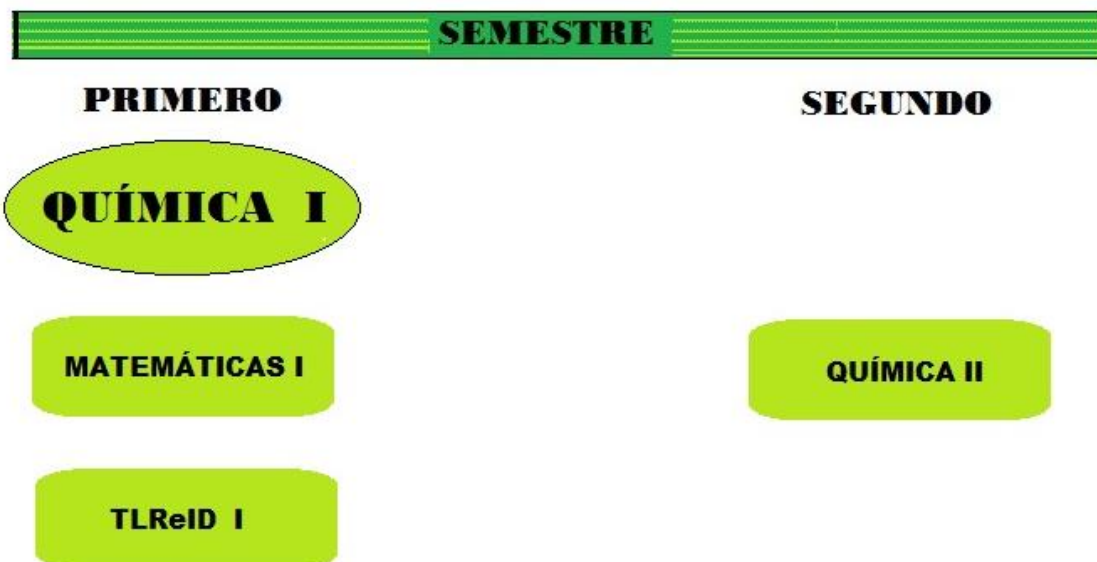 SEMESTRE
PRIMERO
SEGUNDO
QUÍMICA I
MATEMÁTICAS I
QUÍMICA II
TLReID I